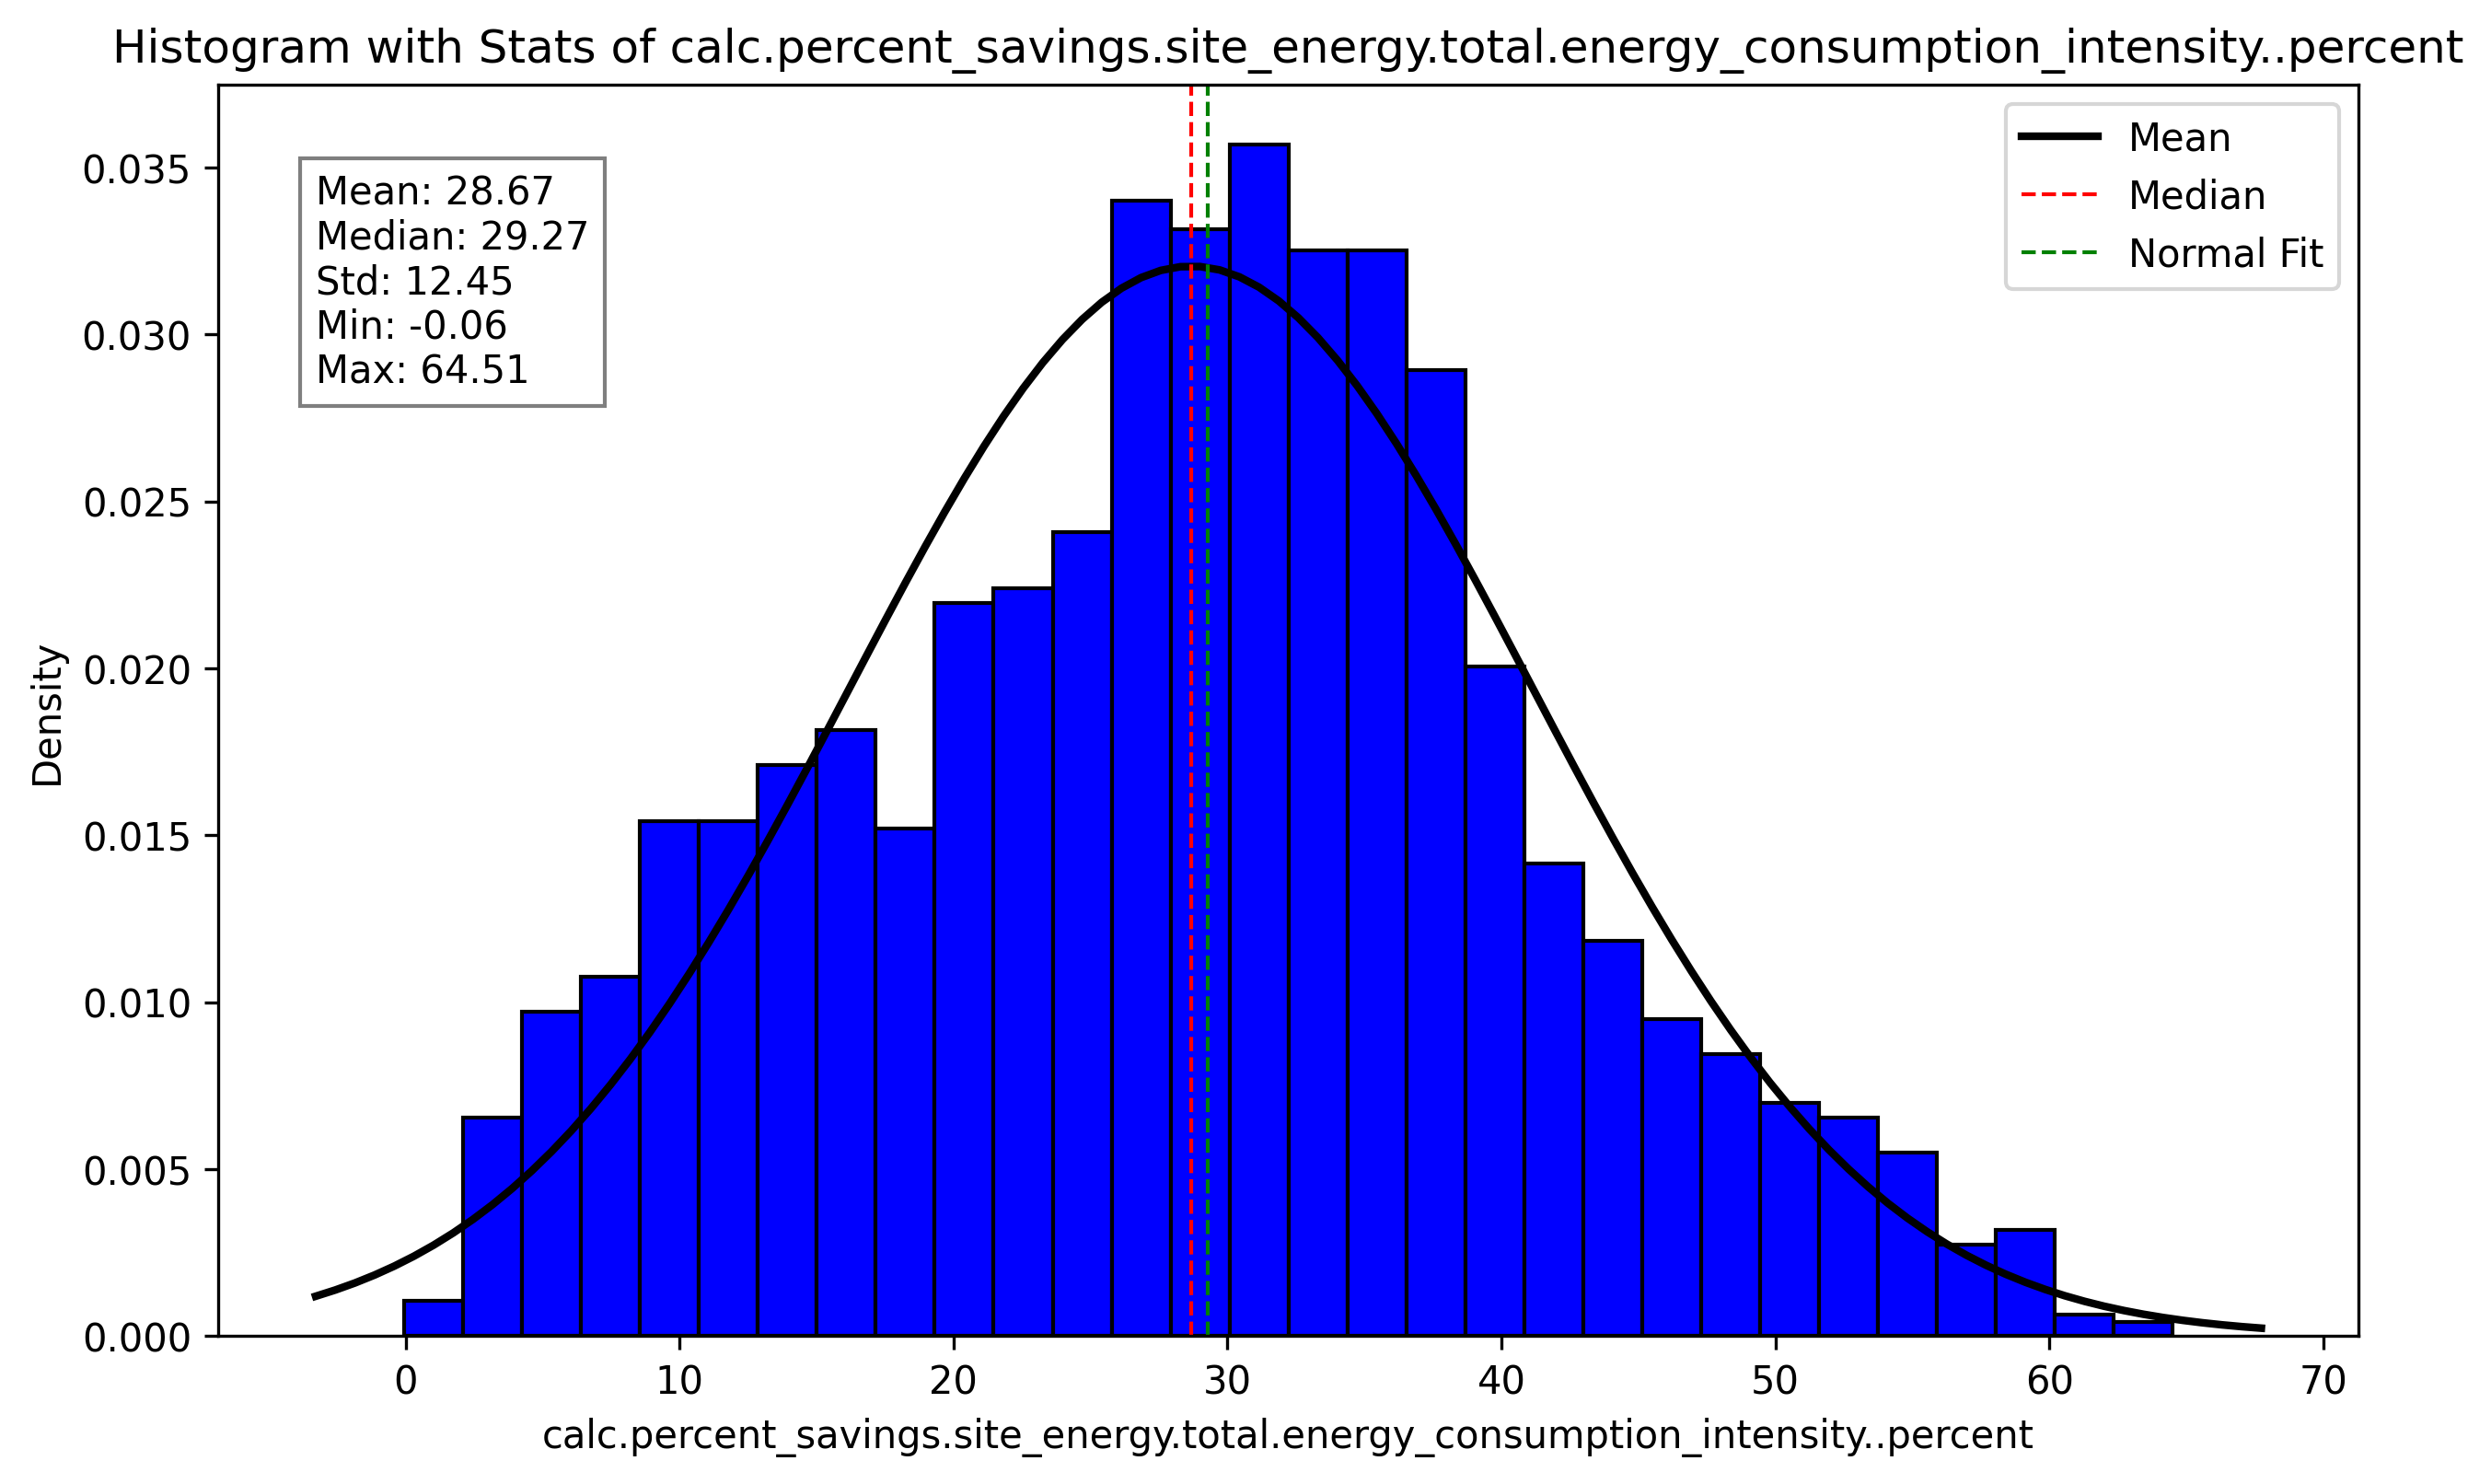 Histogram with Stats of calc.percent_savings.site_energy.total.energy_consumption_intensity..percent
Mean: 28.67
Median: 29.27
Std: 12.45
Min: -0.06
Max: 64.51
Mean
Median
Normal Fit
0.035
0.030
0.025
0.020
0.015
0.010
0.005
0.000
Density
0 10 20 30 40 50 60 70
calc.percent_savings.site_energy.total.energy_consumption_intensity..percent